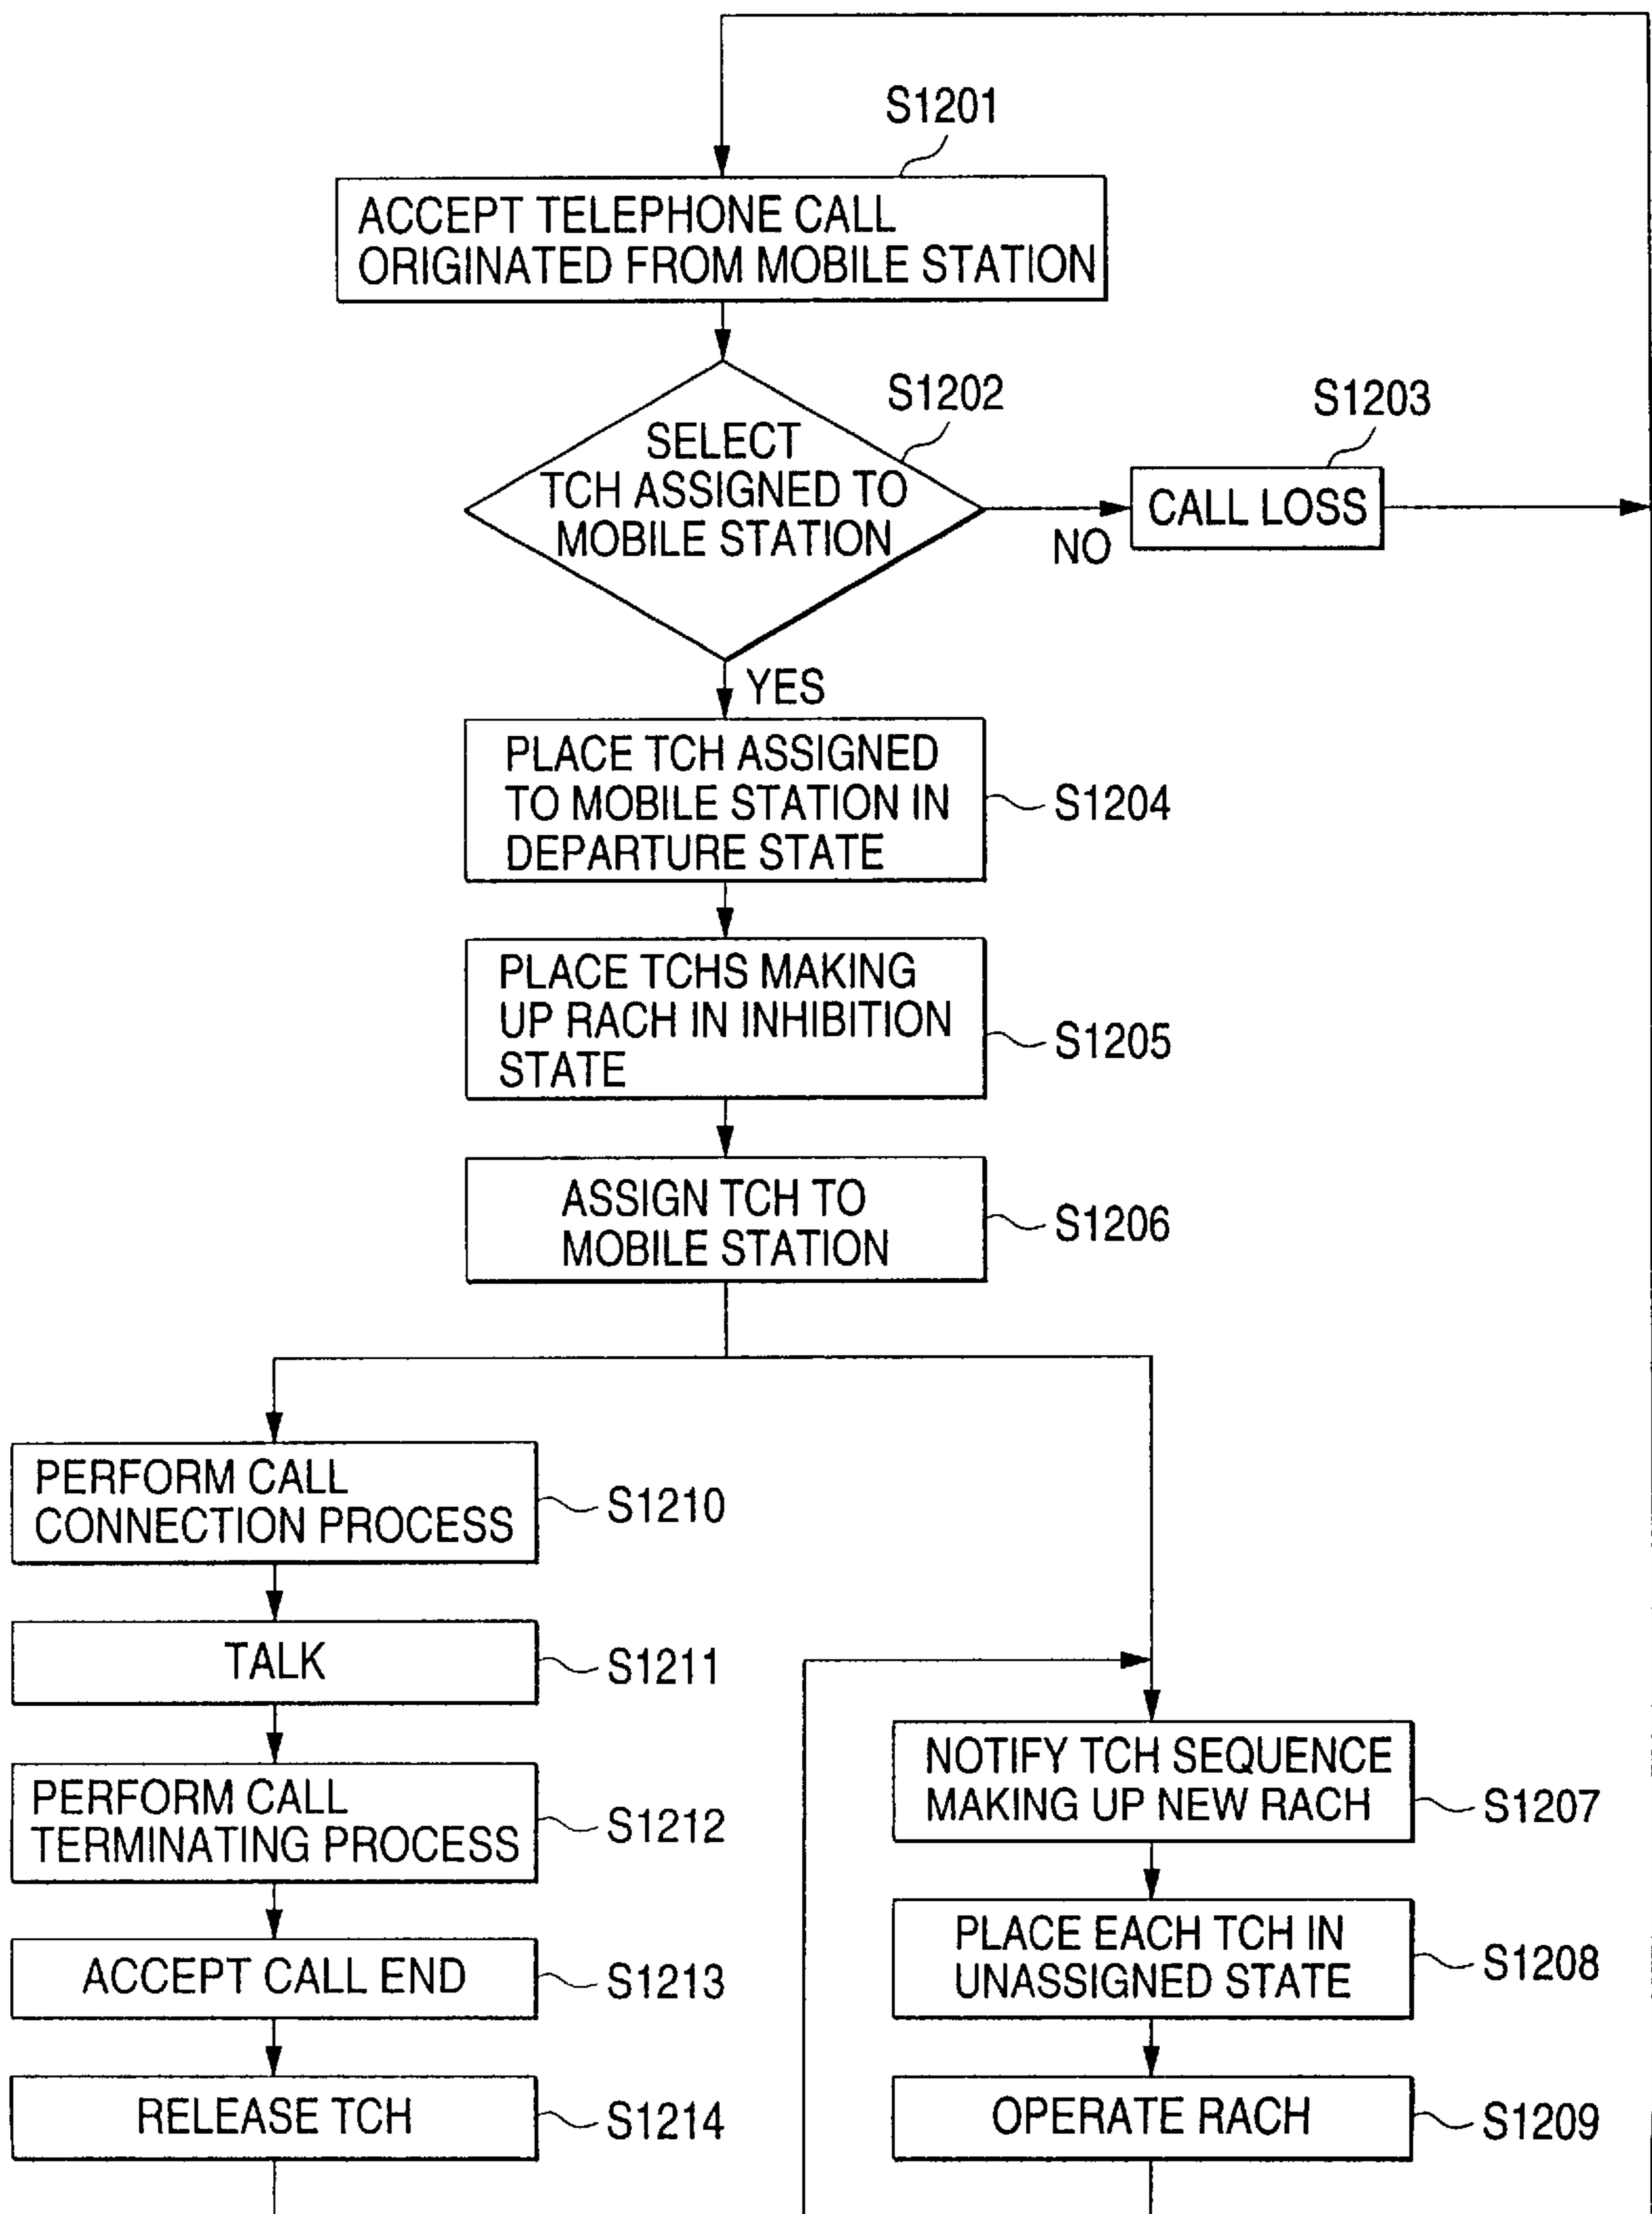 S1201
ACCEPT TELEPHONE CALL
ORIGINATED FROM MOBILE STATION
S1202
SELECT
TCH ASSIGNED TO
MOBILE STATION
S1203
CALL LOSS
NO
YES
PLACE TCH ASSIGNED
TO MOBILE STATION IN
DEPARTURE STATE
S1204
PLACE TCHS MAKING
UP RACH IN INHIBITION
STATE
S1205
ASSIGN TCH TO
MOBILE STATION
S1206
PERFORM CALL
CONNECTION PROCESS
S1210
TALK
S1211
PERFORM CALL
TERMINATING PROCESS
S1212
ACCEPT CALL END
S1213
RELEASE TCH
S1214
NOTIFY TCH SEQUENCE
MAKING UP NEW RACH
S1207
PLACE EACH TCH IN
UNASSIGNED STATE
S1208
OPERATE RACH
S1209